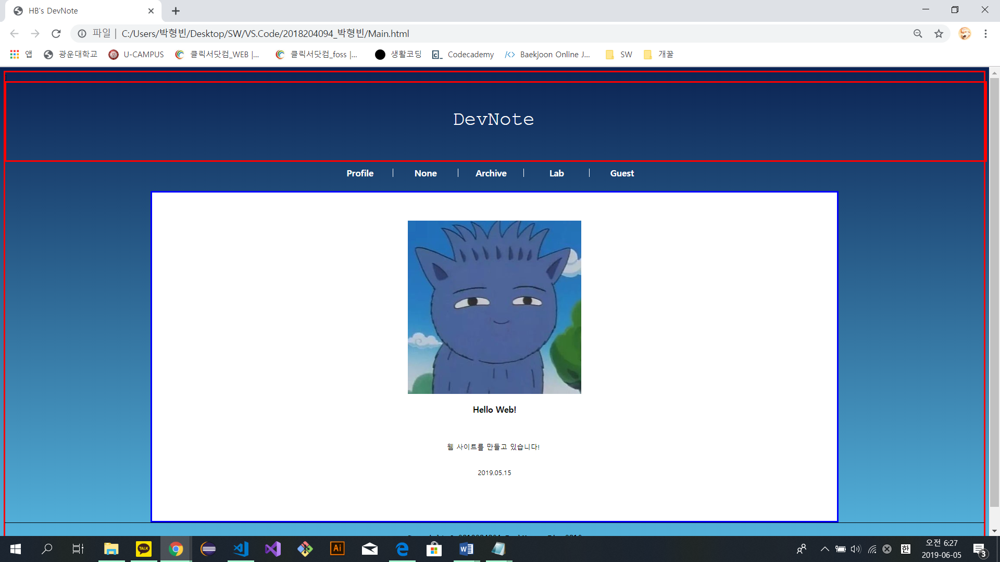 HB's DevNote
파일 | C:/Users/박형빈/Desktop/SW/VS.Code/2018204094_박형빈/Main.html
앱 광운대학교 U-CAMPUS 클릭서닷컴_WEB |... 클릭서닷컴_foss |... 생활코딩 Codecademy Baekjoon Online J... SW 개꿀
DevNote
Profile | None | Archive | Lab | Guest
Hello Web!
웹 사이트를 만들고 있습니다!
2019.05.15
TALK Ai W 한 오전 6:27
2019-06-05 3